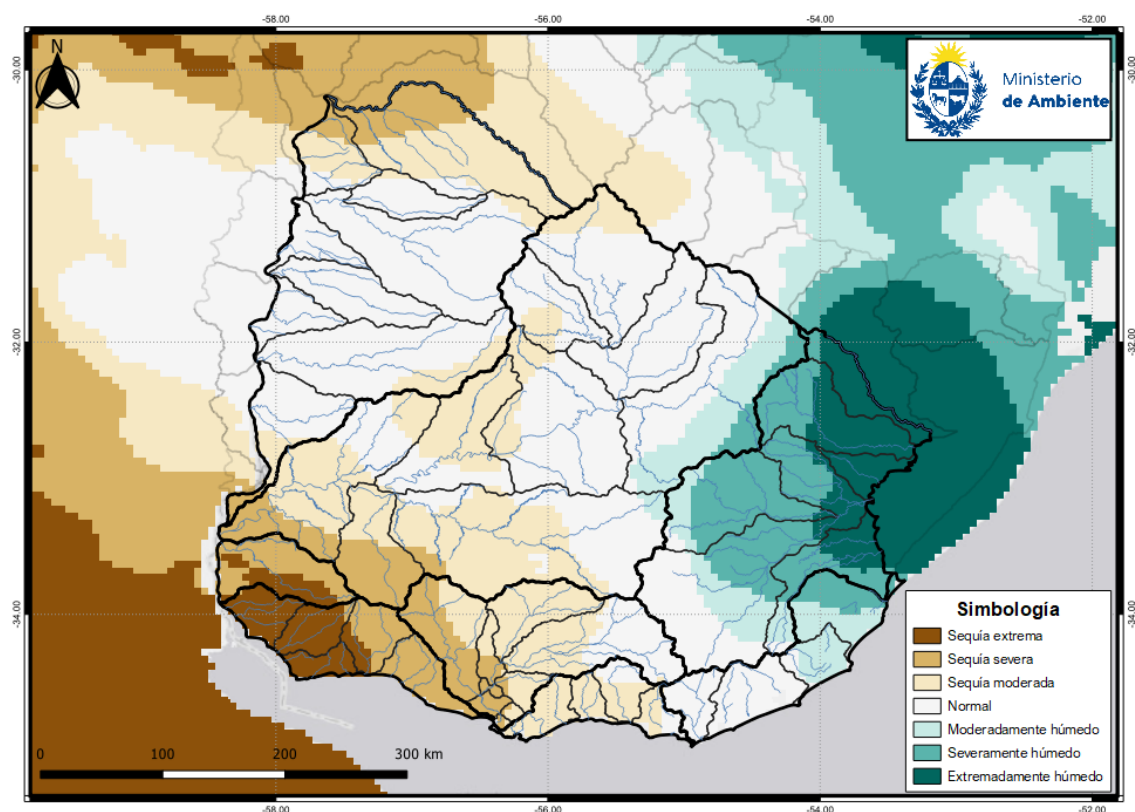 -58.00
-56.00
-54.00
-52.00
N
-30.00
-30.00
Ministerio
de Ambiente
-32.00
-32.00
-34.00
-34.00
Simbología
Sequía extrema
Sequía severa
Sequía moderada
Normal
Moderadamente húmedo
Severamente húmedo
Extremadamente húmedo
0 100 200 300 km
-58.00
-56.00
-54.00
-52.00